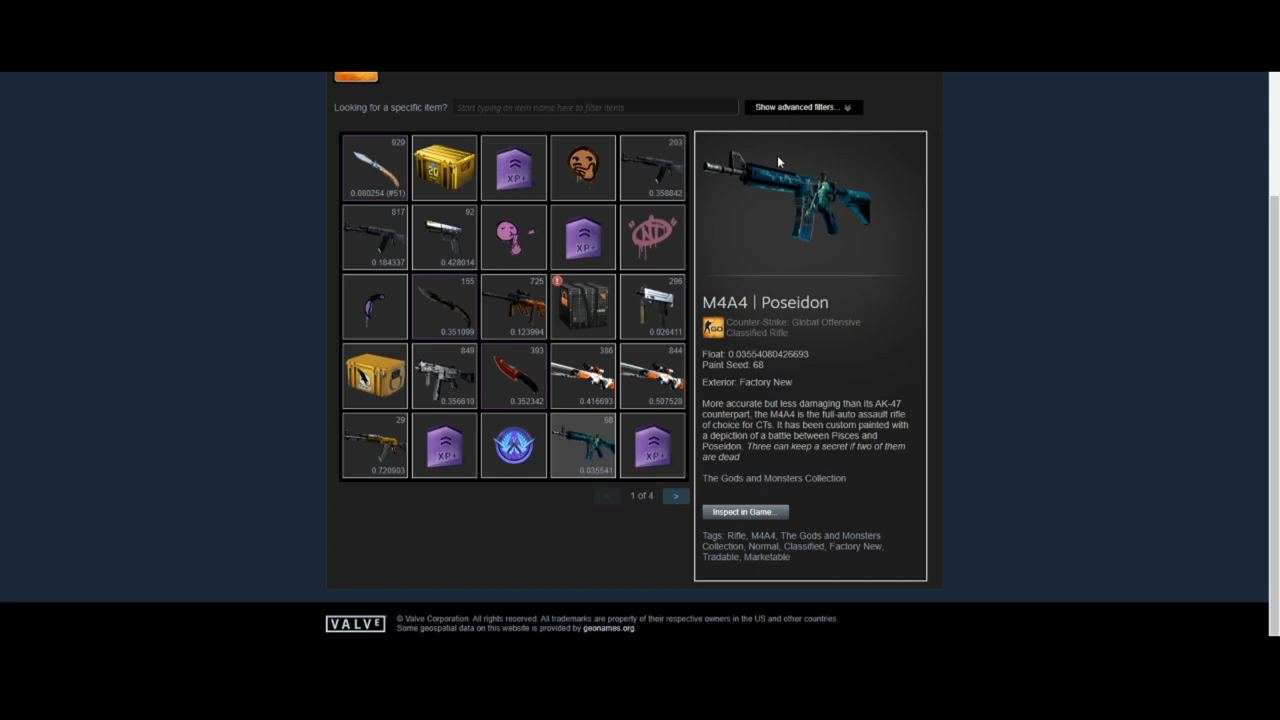 Looking for a specific item?
Start typing an item name here to filter items
Show advanced filters...
929
0.080254 (#51)
20
XP+
203
0.358842
817
0.184337
92
0.428014
XP+
155
0.351099
725
0.123994
!
296
0.026411
849
0.356610
393
0.352342
386
0.416693
844
0.507528
29
0.720903
XP+
68
0.035541
XP+
< 1 of 4 >
M4A4 | Poseidon
GO
Counter-Strike: Global Offensive
Classified Rifle
Float: 0.03554080426693
Paint Seed: 68
Exterior: Factory New
More accurate but less damaging than its AK-47
counterpart, the M4A4 is the full-auto assault rifle
of choice for CTs. It has been custom painted with
a depiction of a battle between Pisces and
Poseidon. Three can keep a secret if two of them
are dead
The Gods and Monsters Collection
Inspect in Game...
Tags: Rifle, M4A4, The Gods and Monsters
Collection, Normal, Classified, Factory New,
Tradable, Marketable
VALVE
© Valve Corporation. All rights reserved. All trademarks are property of their respective owners in the US and other countries.
Some geospatial data on this website is provided by geonames.org.